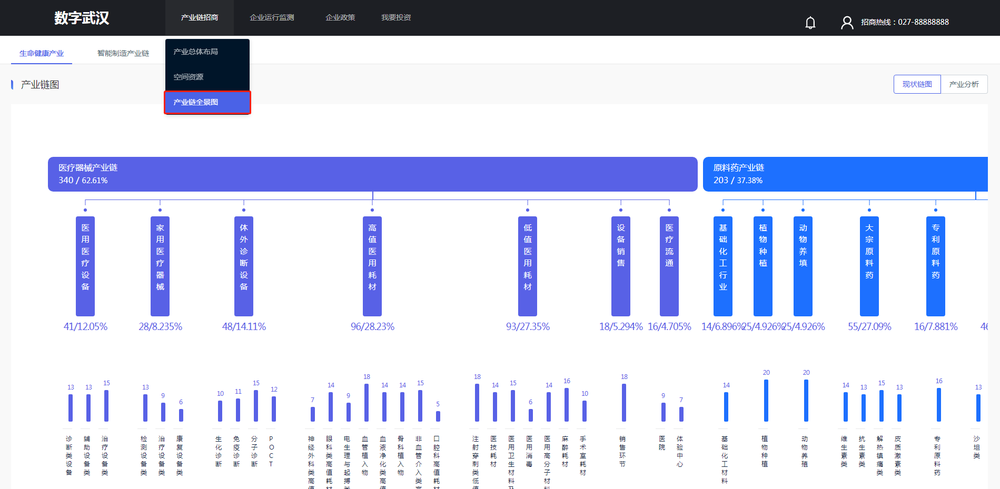 数字武汉
产业链招商
企业运行监测
企业政策
我要投资
招商热线：027-88888888
生命健康产业
智能制造产业链
产业总体布局
空间资源
产业链全景图
产业链图
现状链图
产业分析
医疗器械产业链
340 / 62.61%
原料药产业链
203 / 37.38%
医用医疗设备
家用医疗器械
体外诊断设备
高值医用耗材
低值医用耗材
设备销售
医疗流通
基础化工行业
植物种植
动物养填
大宗原料药
专利原料药
41/12.05%
28/8.235%
48/14.11%
96/28.23%
93/27.35%
18/5.294%
16/4.705%
14/6.896%
25/4.926%
25/4.926%
55/27.09%
16/7.881%
46
13
13
15
13
9
6
10
11
15
12
7
14
9
18
14
14
15
5
18
14
15
6
14
16
10
18
9
7
14
20
20
14
13
15
13
16
13
诊断类设备
辅助设备类
治疗设备类
检测设备类
治疗设备类
康复设备类
生化诊断
免疫诊断
分子诊断
POCT
神经外科类高值
眼科类高值耗材
电生理与起搏类
血管植入物
血液净化类高值
骨科植入物
非血管介入类高
口腔科高值耗材
注射穿刺类低值
医技耗材
医用卫生材料及
医用消毒
医用高分子材料
麻醉耗材
手术室耗材
销售环节
医院
体验中心
基础化工材料
植物种植
动物养殖
维生素类
抗生素类
解热镇痛类
皮质激素类
专利原料药
沙坦类